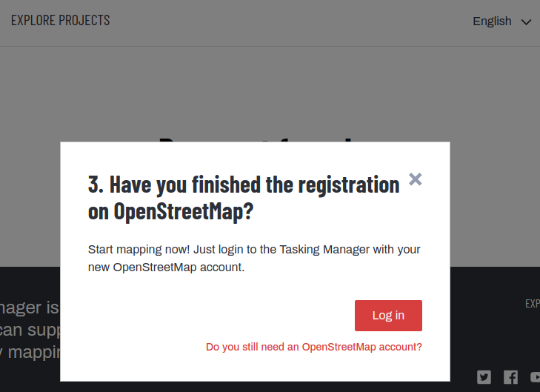 EXPLORE PROJECTS
English
3. Have you finished the registration
on OpenStreetMap?
Start mapping now! Just login to the Tasking Manager with your
new OpenStreetMap account.
nager is
EXP
can supp
Log in
y mappin
Do you still need an OpenStreetMap account?